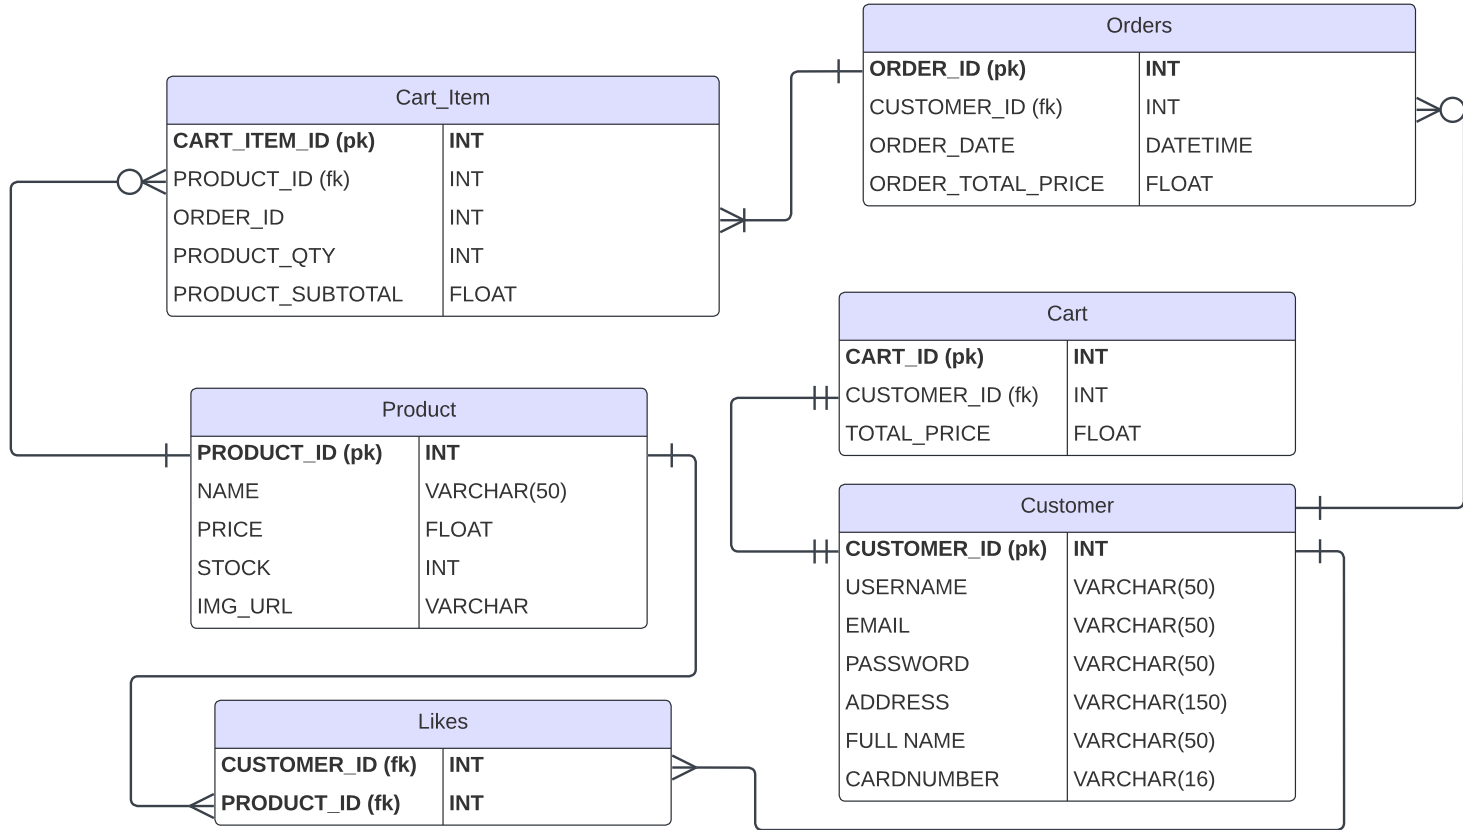 Orders
ORDER_ID (pk) INT
CUSTOMER_ID (fk) INT
ORDER_DATE DATETIME
ORDER_TOTAL_PRICE FLOAT
Cart_Item
CART_ITEM_ID (pk) INT
PRODUCT_ID (fk) INT
ORDER_ID INT
PRODUCT_QTY INT
PRODUCT_SUBTOTAL FLOAT
Cart
CART_ID (pk) INT
CUSTOMER_ID (fk) INT
TOTAL_PRICE FLOAT
Product
PRODUCT_ID (pk) INT
NAME VARCHAR(50)
PRICE FLOAT
STOCK INT
IMG_URL VARCHAR
Customer
CUSTOMER_ID (pk) INT
USERNAME VARCHAR(50)
EMAIL VARCHAR(50)
PASSWORD VARCHAR(50)
ADDRESS VARCHAR(150)
FULL NAME VARCHAR(50)
CARDNUMBER VARCHAR(16)
Likes
CUSTOMER_ID (fk) INT
PRODUCT_ID (fk) INT